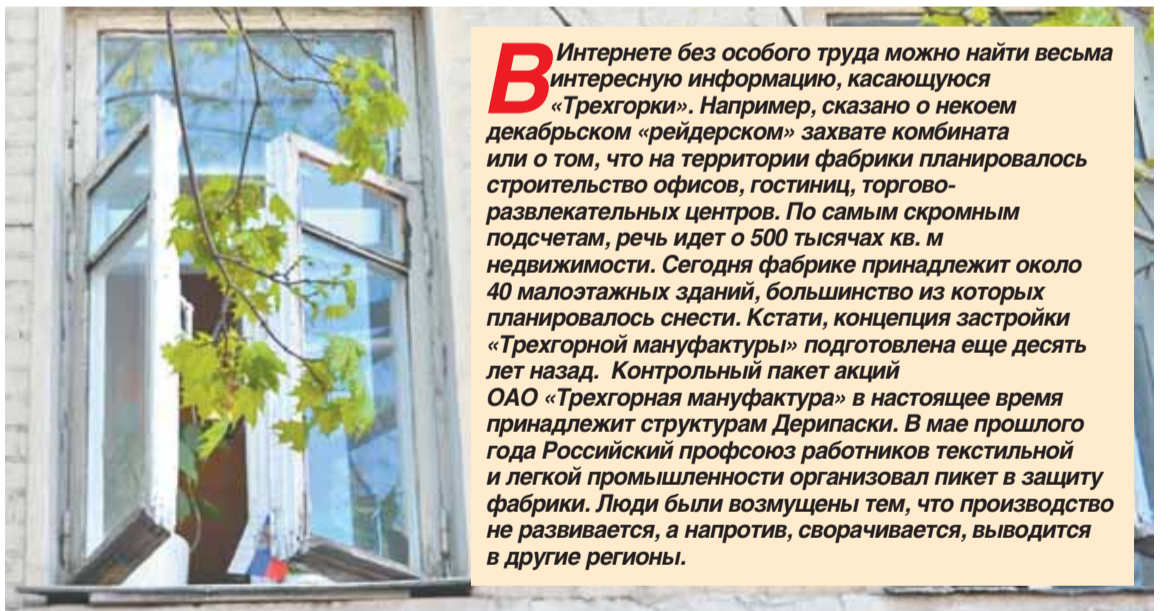 В Интернете без особого труда можно найти весьма
интересную информацию, касающуюся
«Трехгорки». Например, сказано о некоем
декабрьском «рейдерском» захвате комбината
или о том, что на территории фабрики планировалось
строительство офисов, гостиниц, торгово-
развлекательных центров. По самым скромным
подсчетам, речь идет о 500 тысячах кв. м
недвижимости. Сегодня фабрике принадлежит около
40 малоэтажных зданий, большинство из которых
планировалось снести. Кстати, концепция застройки
«Трехгорной мануфактуры» подготовлена еще десять
лет назад. Контрольный пакет акций
ОАО «Трехгорная мануфактура» в настоящее время
принадлежит структурам Дерипаски. В мае прошлого
года Российский профсоюз работников текстильной
и легкой промышленности организовал пикет в защиту
фабрики. Люди были возмущены тем, что производство
не развивается, а напротив, сворачивается, выводится
в другие регионы.